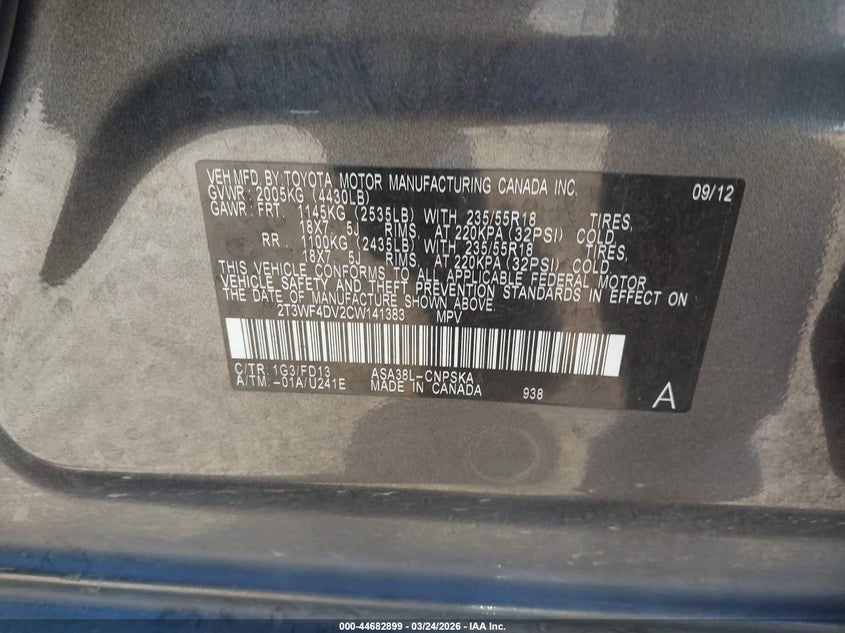 VEH MFD BY:TOYOTA MOTOR MANUFACTURING CANADA INC. 09/12
GVWR: 2005KG (4430LB)
GAWR: FRT. 1145KG (2535LB) WITH 235/55R18 TIRES,
18X7. 5J RIMS, AT 220KPA (32PSI) COLD.
RR 1100KG (2435LB) WITH 235/55R18 TIRES,
18X7. 5J RIMS, AT 220KPA (32PSI) COLD.
THIS VEHICLE CONFORMS TO ALL APPLICABLE FEDERAL MOTOR
VEHICLE SAFETY AND THEFT PREVENTION STANDARDS IN EFFECT ON
THE DATE OF MANUFACTURE SHOWN ABOVE.
2T3WF4DV2CW141383 MPV
C/TR: 1G3/FD13 ASA38L-CNPSKA
A/TM: -01A/U241E MADE IN CANADA 938 A
000-44682899 - 03/24/2026 - IAA Inc.